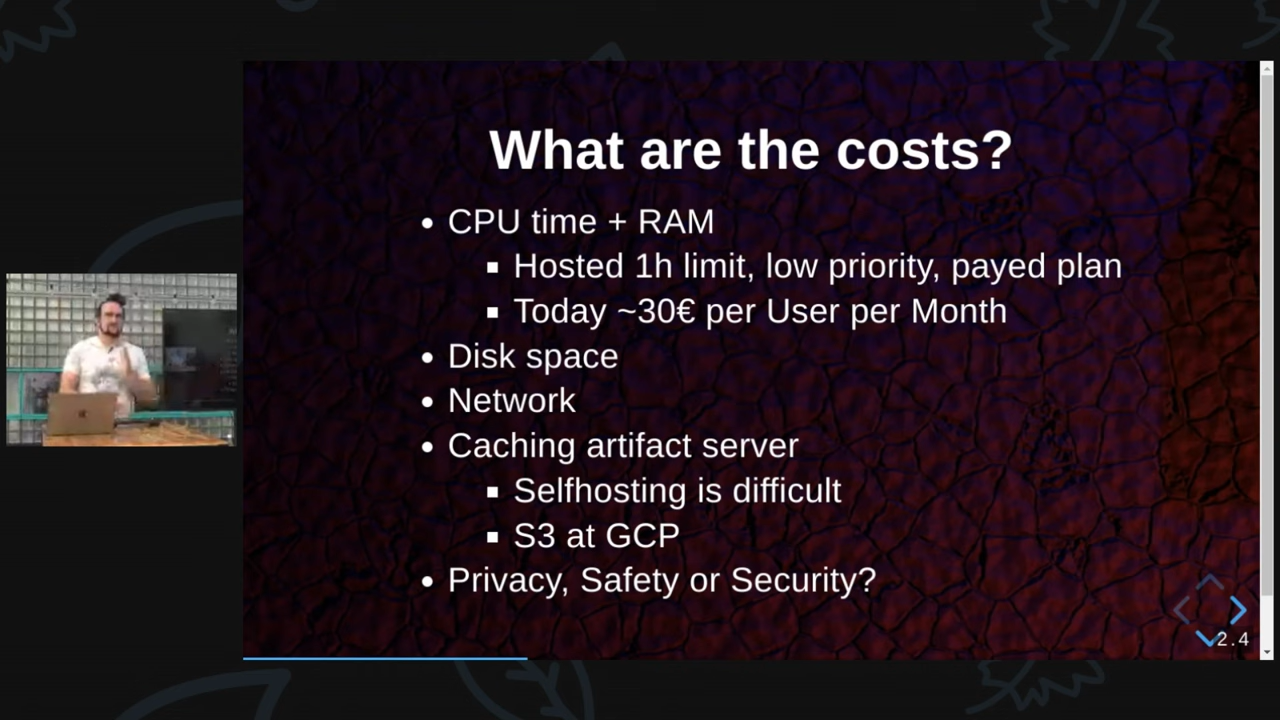 What are the costs?
• CPU time + RAM
▪ Hosted 1h limit, low priority, payed plan
▪ Today ~30€ per User per Month
• Disk space
• Network
• Caching artifact server
▪ Selfhosting is difficult
▪ S3 at GCP
• Privacy, Safety or Security?
2.4